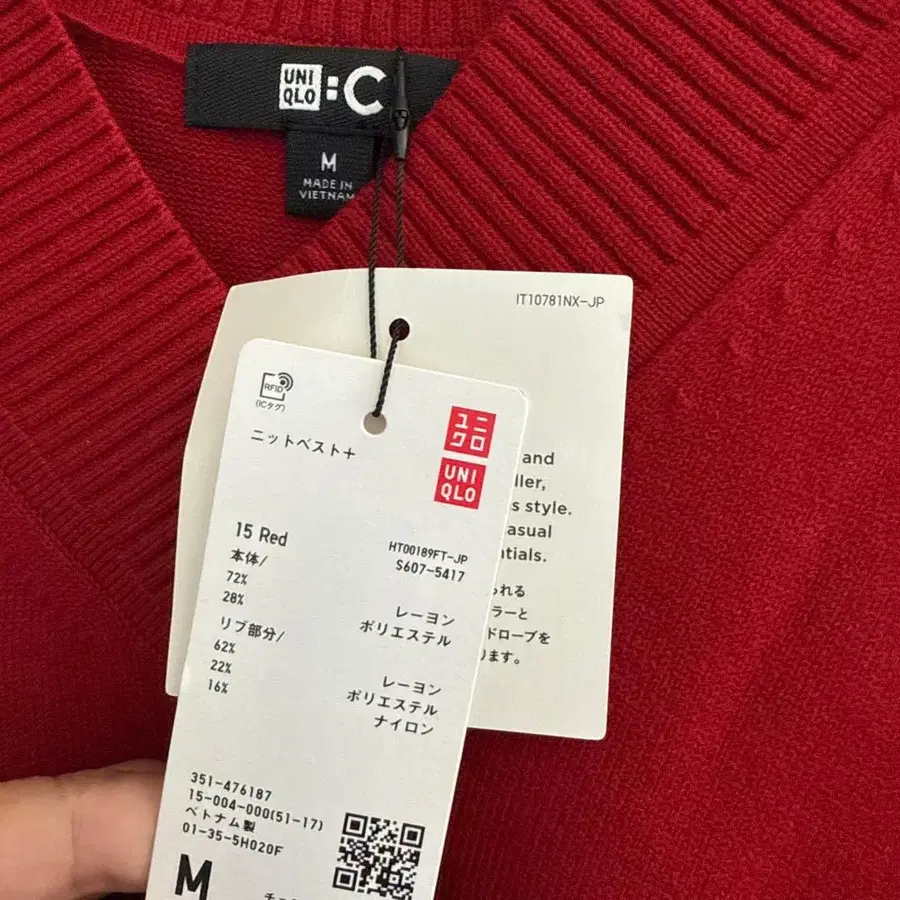 UNI
QLO
:C
M
MADE IN
VIETNAM
IT10781NX-JP
and
ller,
s style.
asual
ntials.
られる
ラーと
ドローブを
ります。
RFID
(ICタグ)
ニットベスト+
ユニ
クロ
UNI
QLO
15 Red
HT00189FT-JP
S607-5417
本体/
72% レーヨン
28% ポリエステル
リブ部分/
62% レーヨン
22% ポリエステル
16% ナイロン
351-476187
15-004-000(51-17)
ベトナム製
01-35-5H020F
M